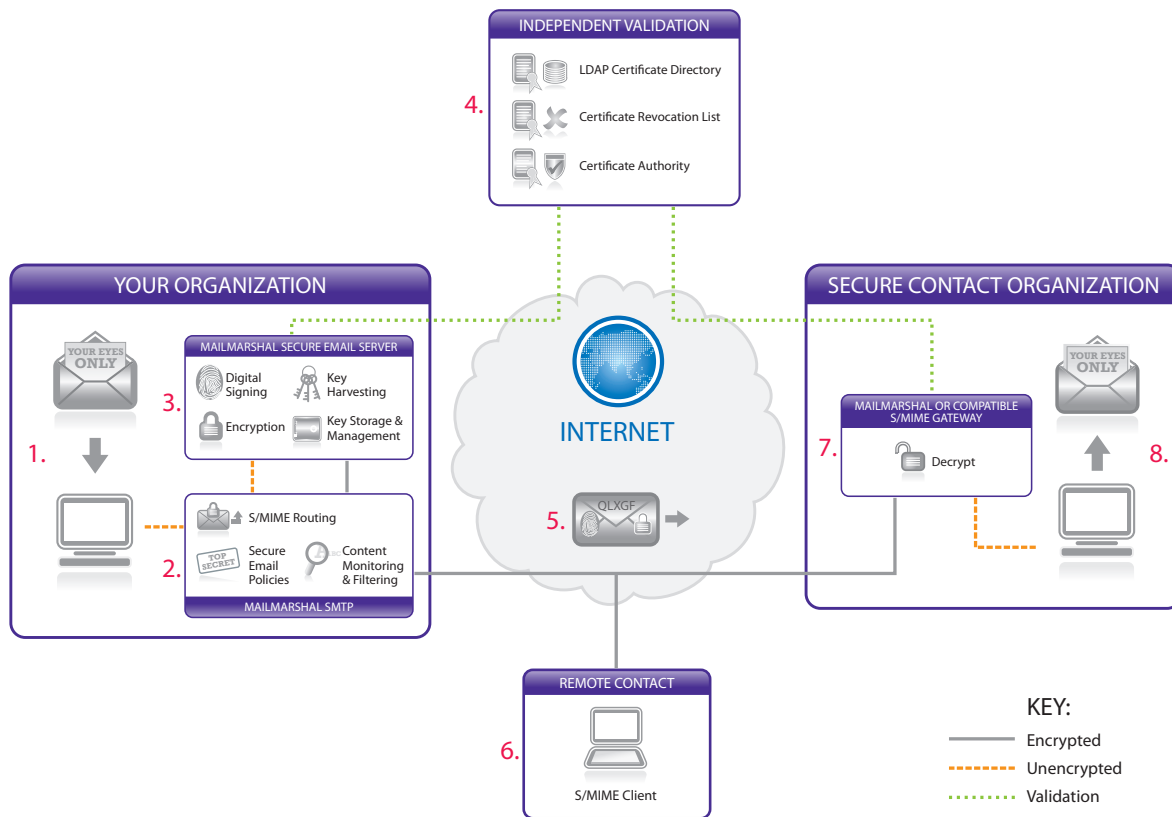 INDEPENDENT VALIDATION
4.
LDAP Certificate Directory
Certificate Revocation List
Certificate Authority
YOUR ORGANIZATION
YOUR EYES
ONLY
1.
MAILMARSHAL SECURE EMAIL SERVER
3.
Digital
Signing
Key
Harvesting
Encryption
Key Storage &
Management
2.
S/MIME Routing
TOP
SECRET
Secure
Email
Policies
ABC
Content
Monitoring
& Filtering
MAILMARSHAL SMTP
INTERNET
5.
QLXGF
REMOTE CONTACT
6.
S/MIME Client
SECURE CONTACT ORGANIZATION
MAILMARSHAL OR COMPATIBLE
S/MIME GATEWAY
7.
Decrypt
YOUR EYES
ONLY
8.
KEY:
Encrypted
Unencrypted
Validation